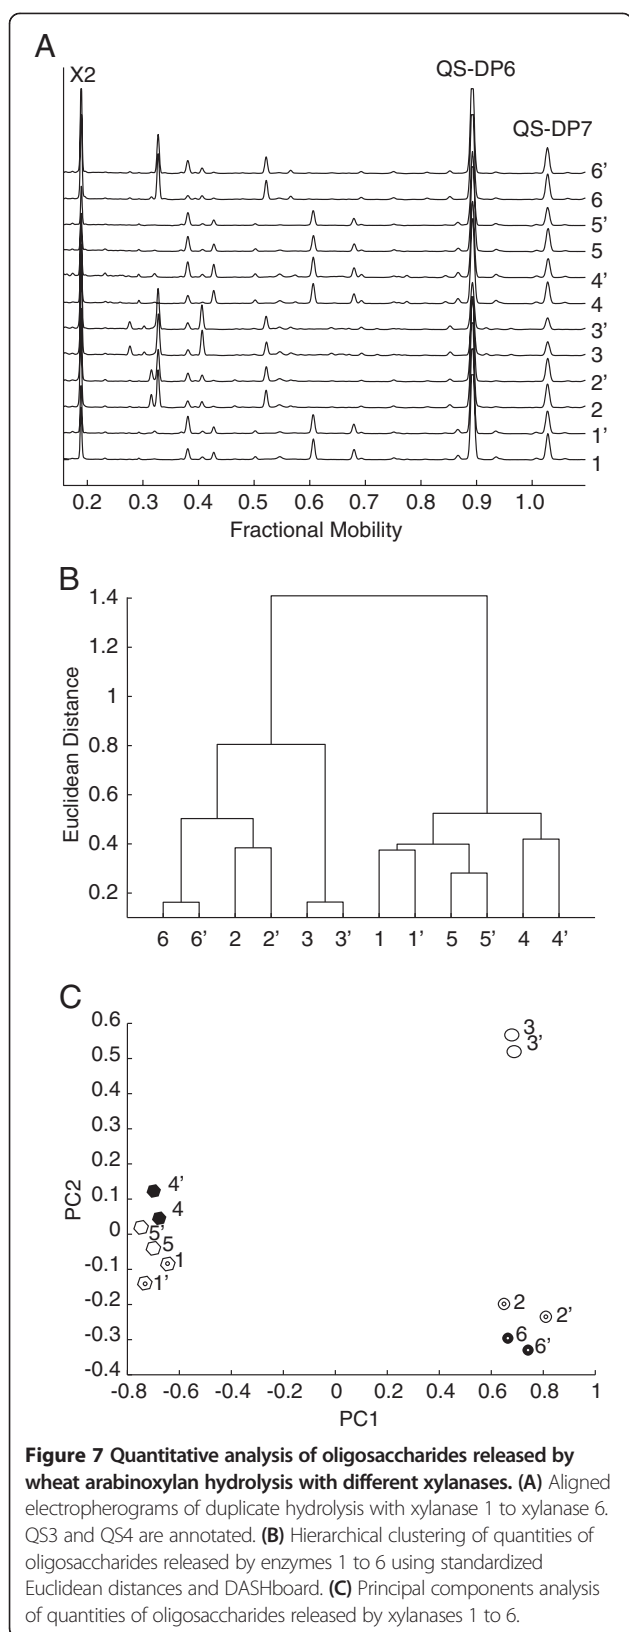 A
X2
QS-DP6
QS-DP7
6’
6
5’
5
4’
4
3’
3
2’
2
1’
1
0.2 0.3 0.4 0.5 0.6 0.7 0.8 0.9 1.0
Fractional Mobility
B
Euclidean Distance
1.4
1.2
1
0.8
0.6
0.4
0.2
6 6’ 2 2’ 3 3’ 1 1’ 5 5’ 4 4’
C
PC2
0.6
0.5
0.4
0.3
0.2
0.1
0
-0.1
-0.2
-0.3
-0.4
3
3’
4’
4
5’
5
1
1’
2
2’
6
6’
-0.8 -0.6 -0.4 -0.2 0 0.2 0.4 0.6 0.8 1
PC1
Figure 7 Quantitative analysis of oligosaccharides released by
wheat arabinoxylan hydrolysis with different xylanases. (A) Aligned
electropherograms of duplicate hydrolysis with xylanase 1 to xylanase 6.
QS3 and QS4 are annotated. (B) Hierarchical clustering of quantities of
oligosaccharides released by enzymes 1 to 6 using standardized
Euclidean distances and DASHboard. (C) Principal components analysis
of quantities of oligosaccharides released by xylanases 1 to 6.